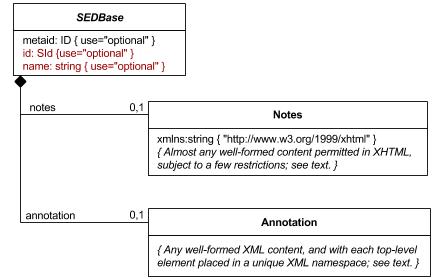 SEDBase
metaid: ID { use="optional" }
id: SId {use="optional" }
name: string { use="optional" }
notes
0,1
Notes
xmlns:string { "http://www.w3.org/1999/xhtml" }
{ Almost any well-formed content permitted in XHTML,
subject to a few restrictions; see text. }
annotation
0,1
Annotation
{ Any well-formed XML content, and with each top-level
element placed in a unique XML namespace; see text. }